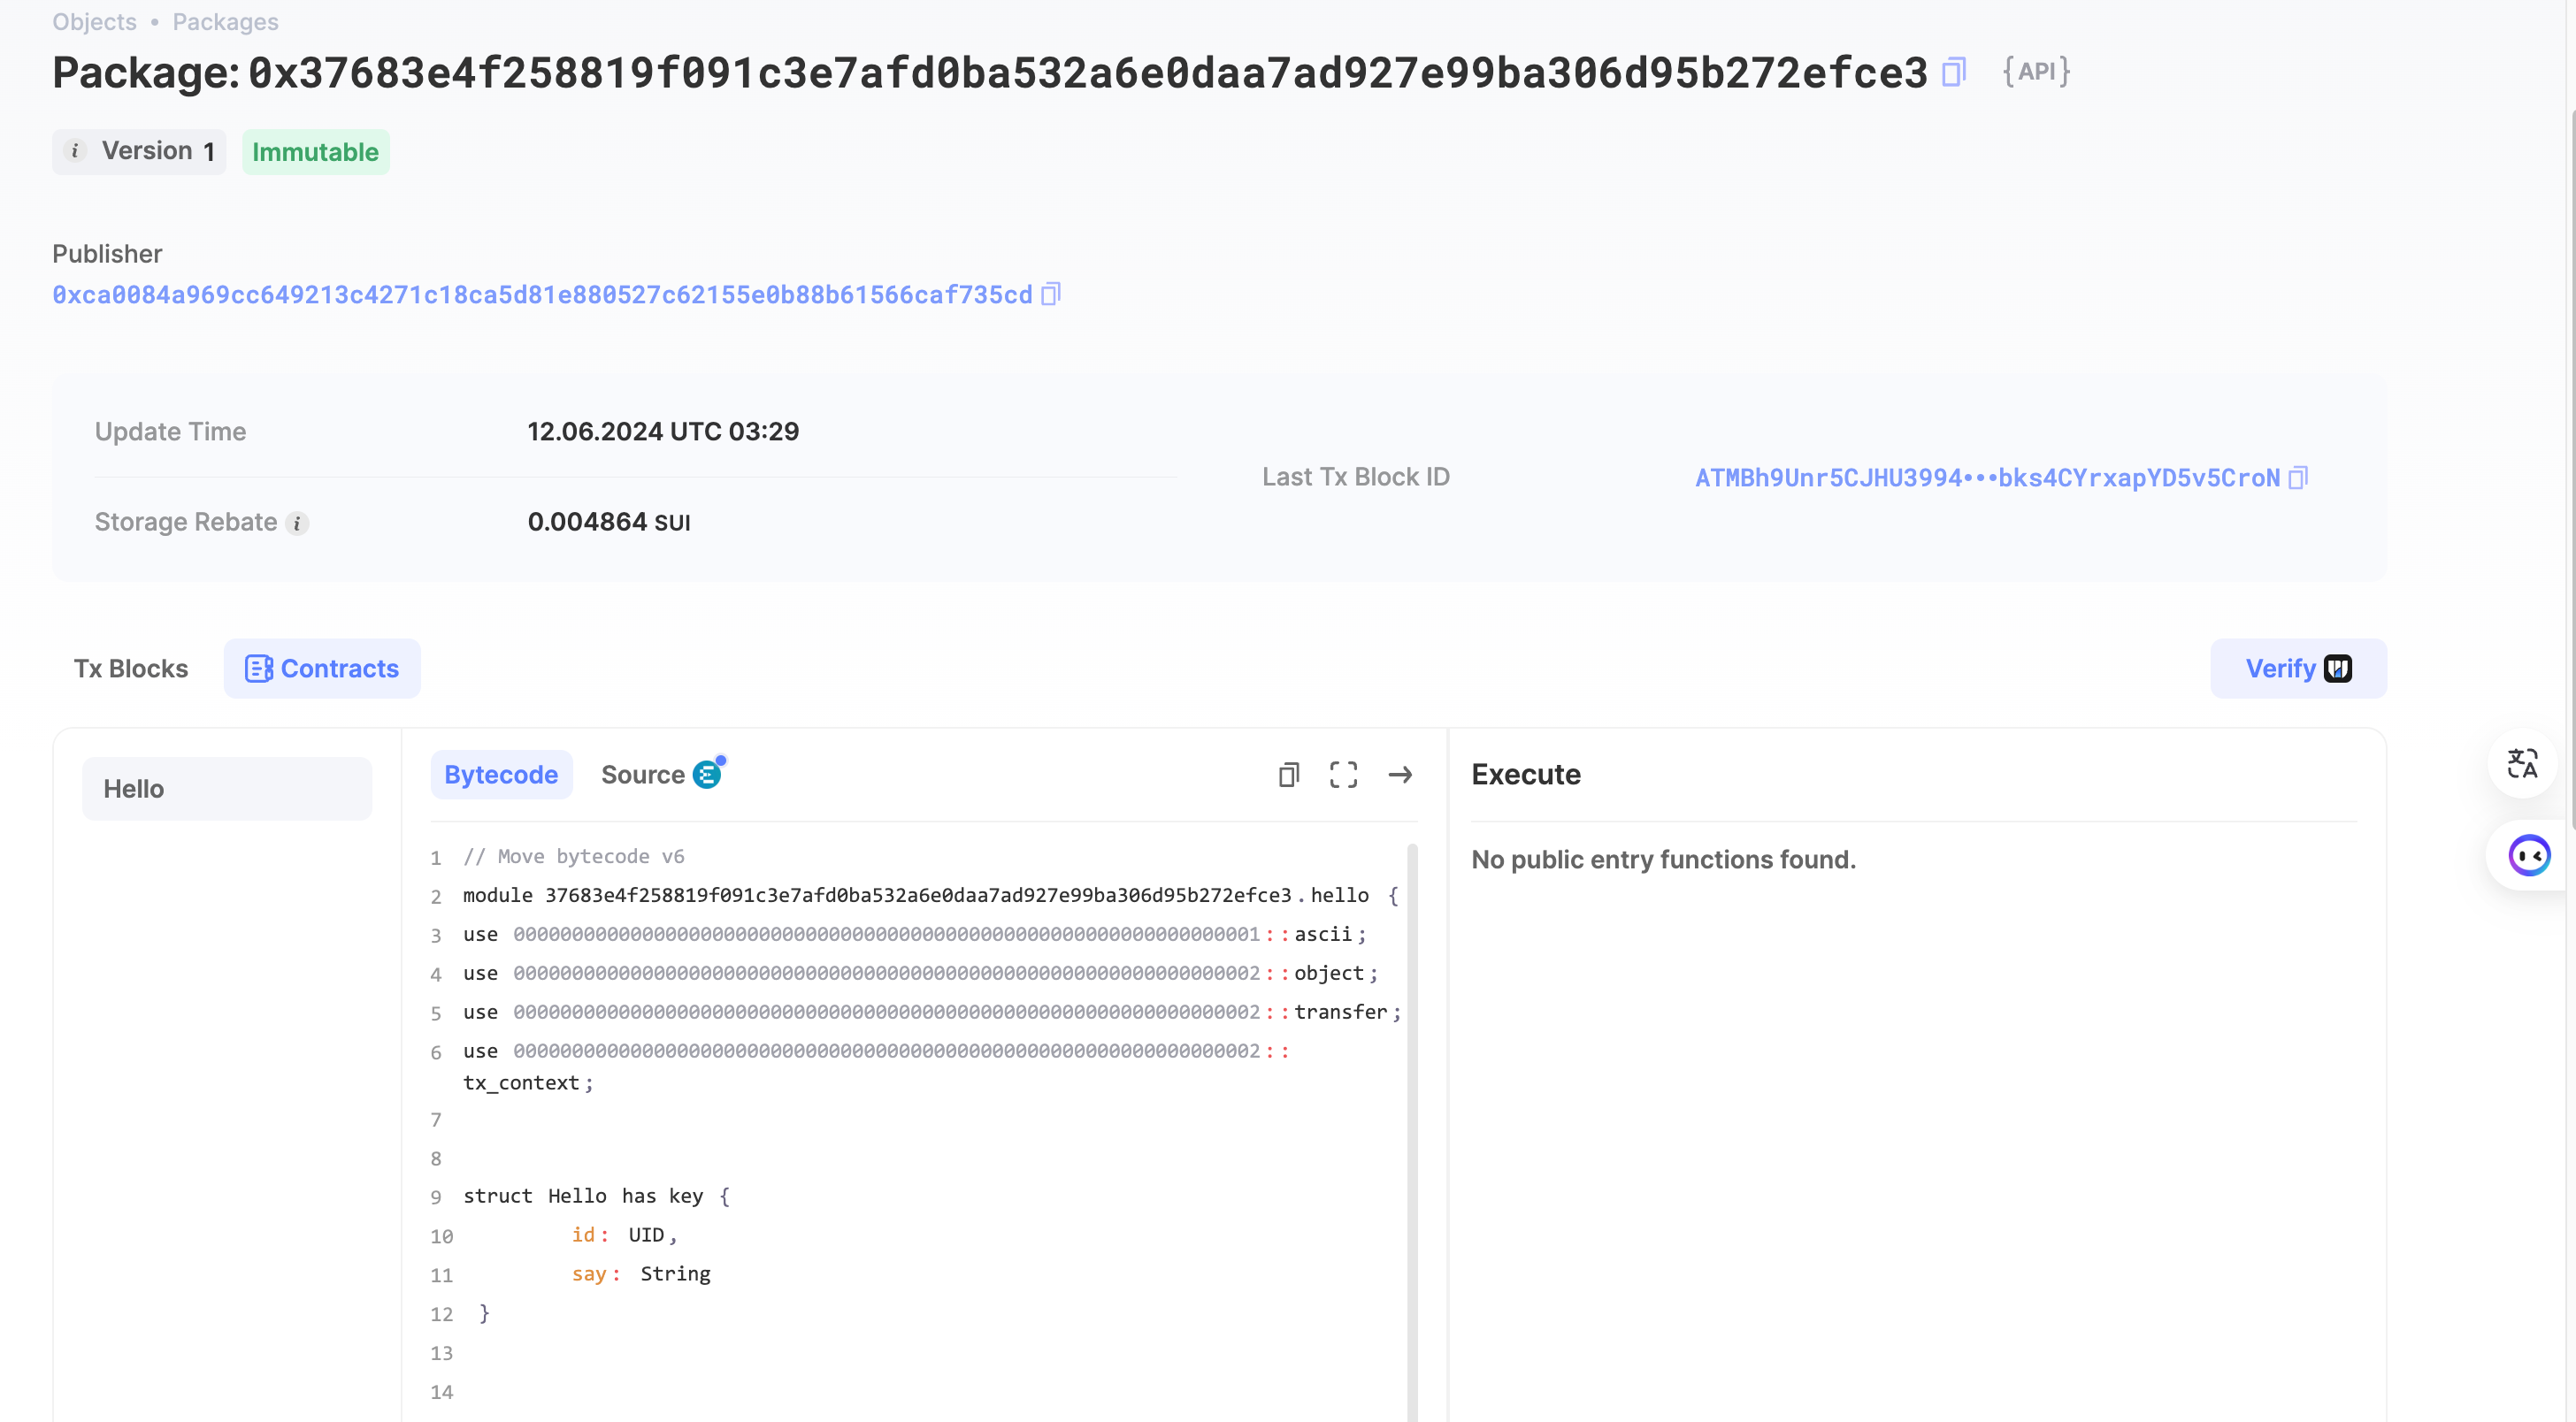 Objects • Packages
Package: 0x37683e4f258819f091c3e7afd0ba532a6e0daa7ad927e99ba306d95b272efce3 {API}
i Version 1 Immutable
Publisher
0xca0084a969cc649213c4271c18ca5d81e880527c62155e0b88b61566caf735cd
Update Time 12.06.2024 UTC 03:29
Last Tx Block ID ATMBh9Unr5CJHU3994•••bks4CYrxapYD5v5CroN
Storage Rebate i 0.004864 SUI
Tx Blocks Contracts Verify
Hello
Bytecode Source
Execute
No public entry functions found.
1 // Move bytecode v6
2 module 37683e4f258819f091c3e7afd0ba532a6e0daa7ad927e99ba306d95b272efce3.hello {
3 use 0000000000000000000000000000000000000000000000000000000000000001::ascii;
4 use 0000000000000000000000000000000000000000000000000000000000000002::object;
5 use 0000000000000000000000000000000000000000000000000000000000000002::transfer;
6 use 0000000000000000000000000000000000000000000000000000000000000002::
tx_context;
7
8
9 struct Hello has key {
10 id: UID,
11 say: String
12 }
13
14
文A